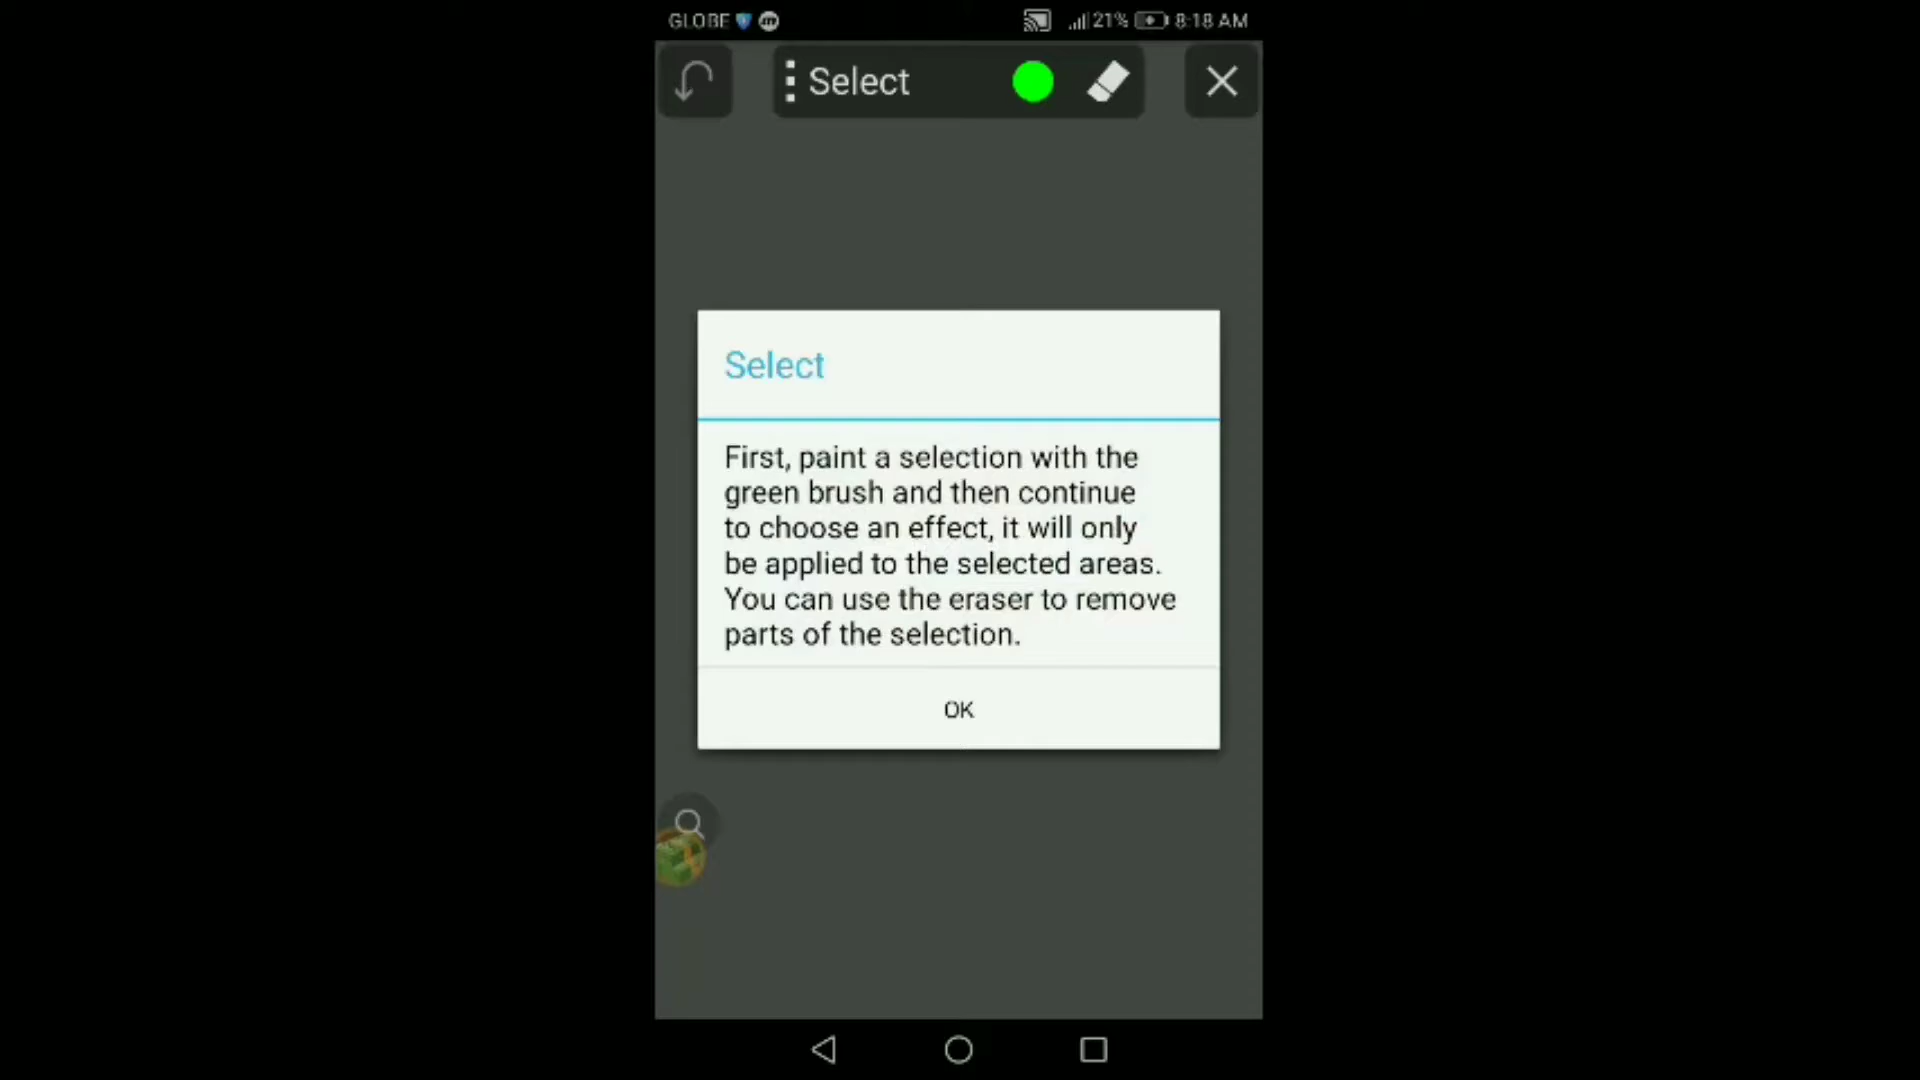 GLOBE 21% 8:18 AM
Select
Select
First, paint a selection with the
green brush and then continue
to choose an effect, it will only
be applied to the selected areas.
You can use the eraser to remove
parts of the selection.
OK